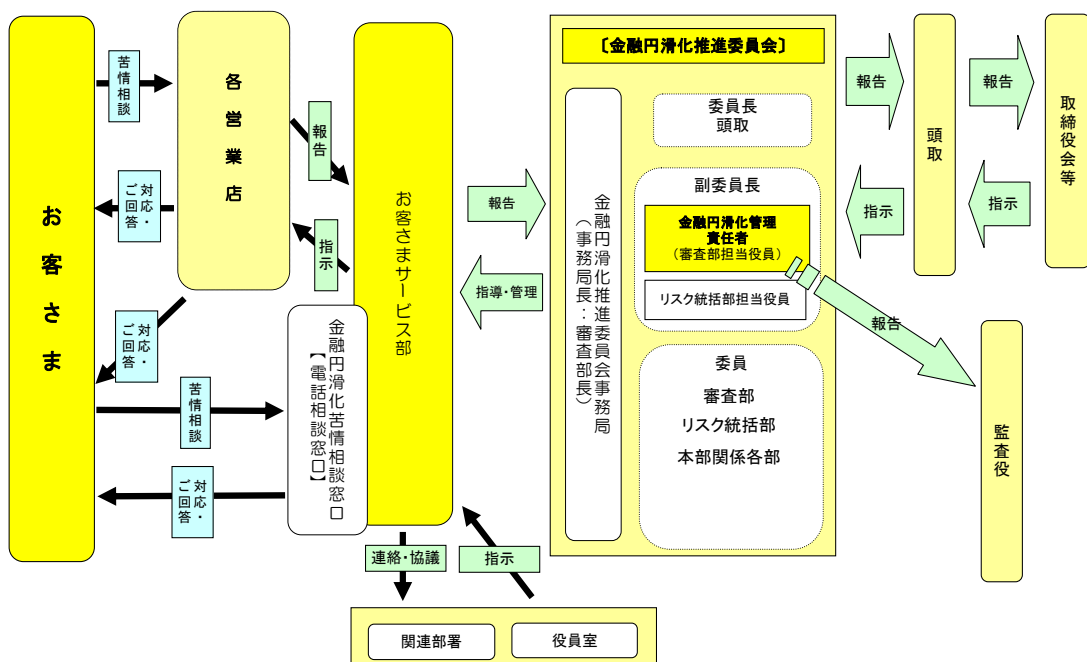 お客さま
苦情相談
対応・
ご回答
対応・
ご回答
苦情相談
対応・
ご回答
各営業店
報告
指示
金融円滑化苦情相談窓口
【電話相談窓口】
お客さまサービス部
報告
指導・管理
連絡・協議
指示
関連部署
役員室
〔金融円滑化推進委員会〕
金融円滑化推進委員会事務局
（事務局長：審査部長）
委員長
頭取
副委員長
金融円滑化管理
責任者
（審査部担当役員）
リスク統括部担当役員
委員
審査部
リスク統括部
本部関係各部
報告
指示
頭取
報告
指示
取締役会等
報告
監査役